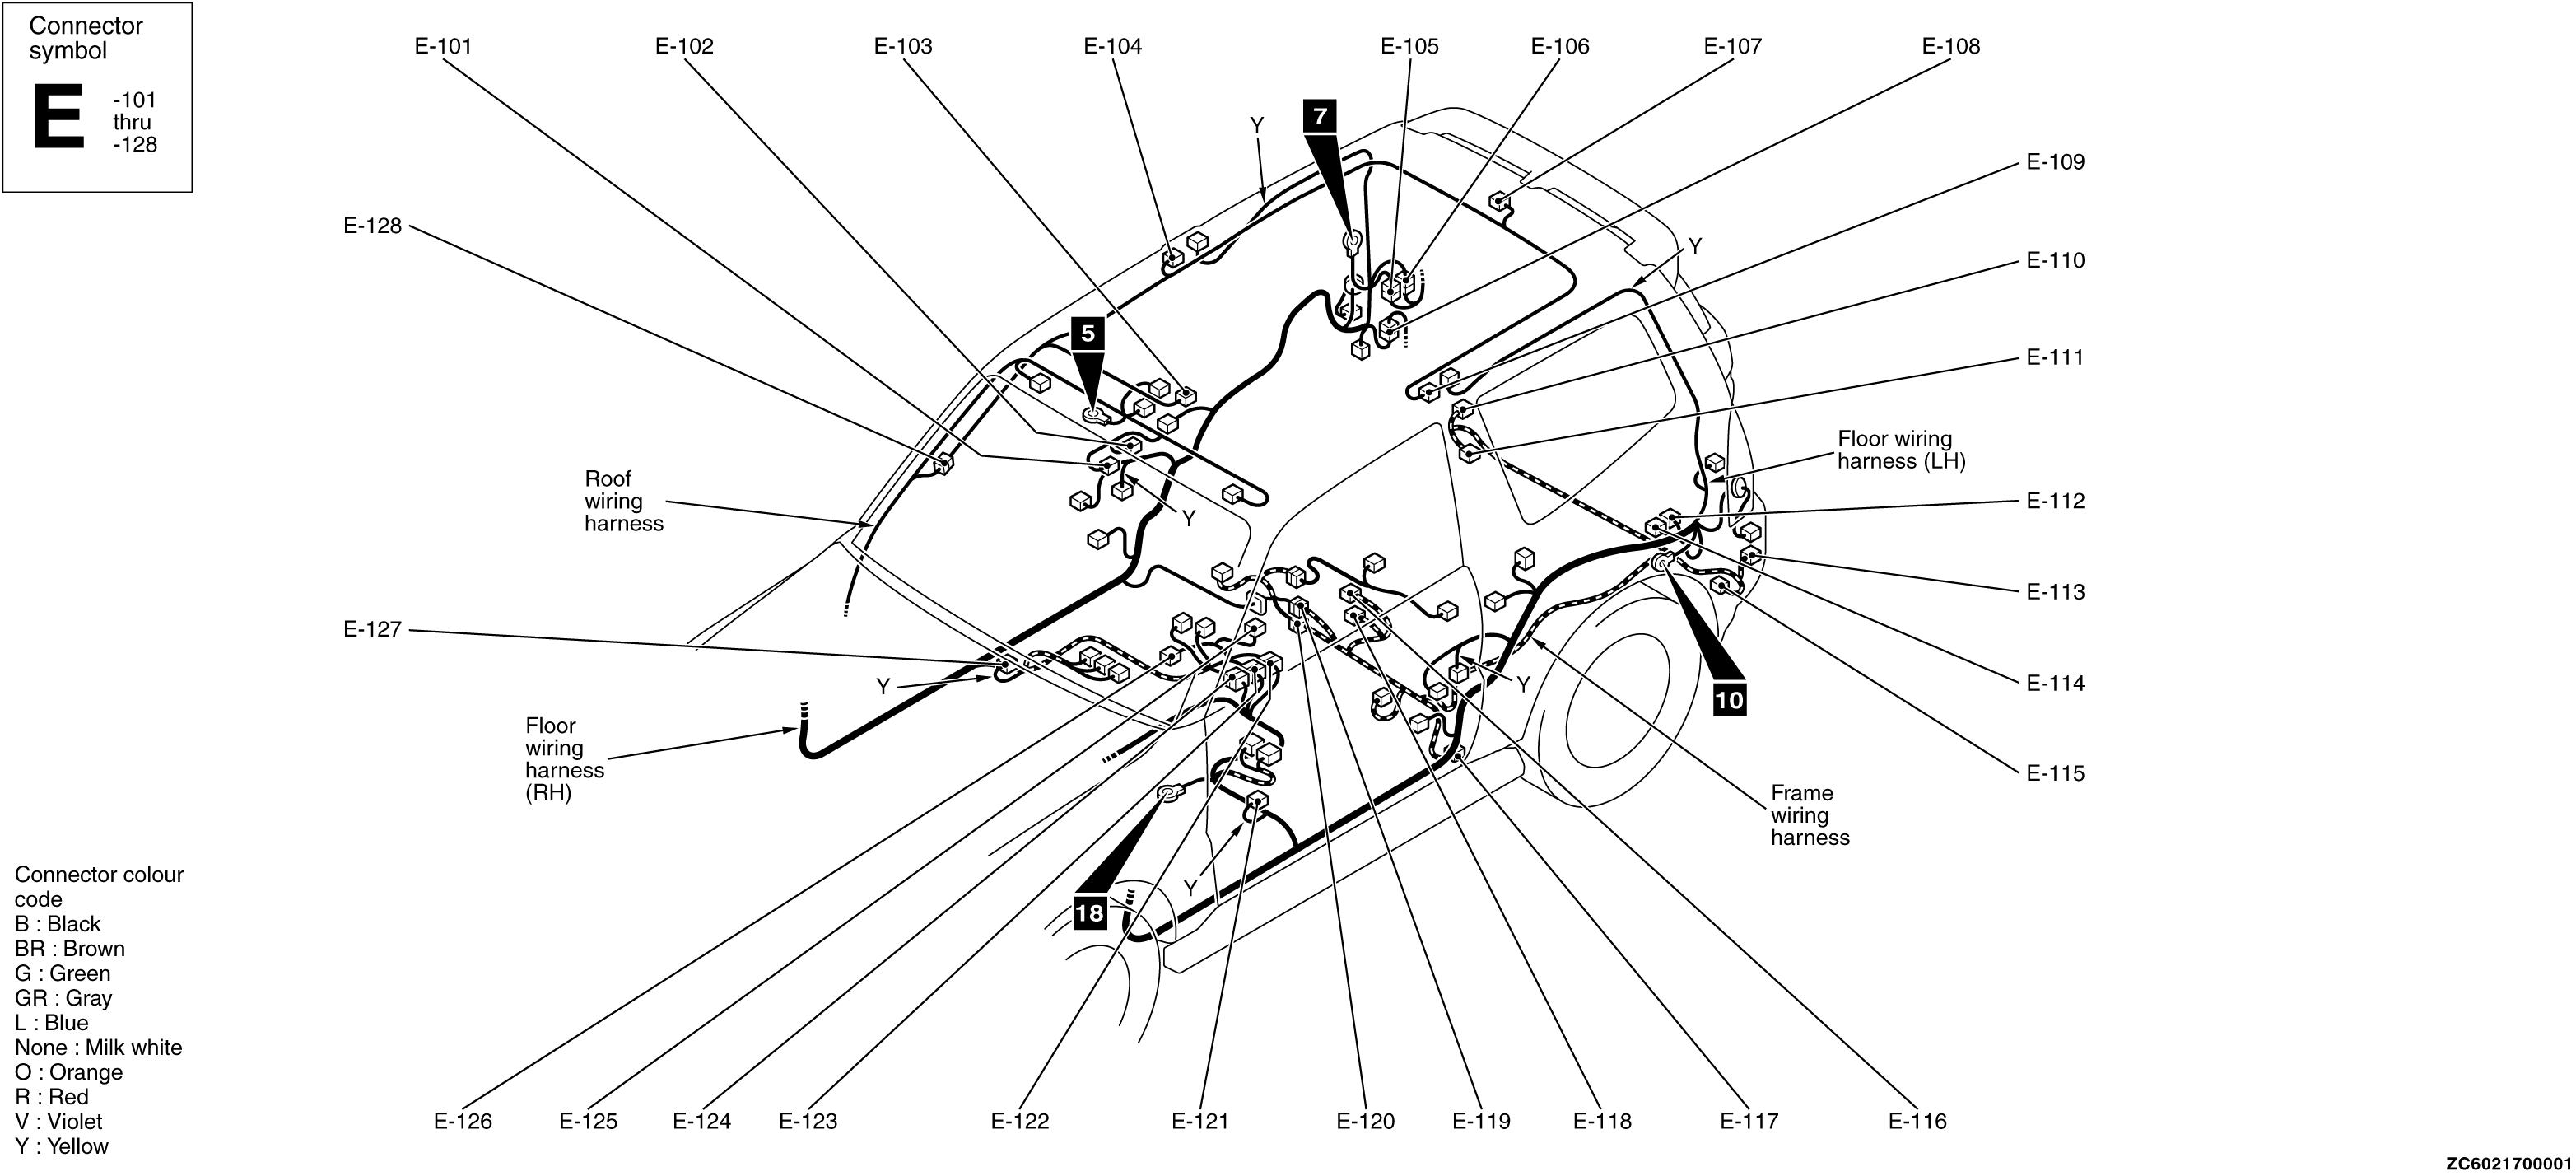 Connector
symbol
E
-101
thru
-128
E-101
E-102
E-103
E-104
E-105
E-106
E-107
E-108
E-109
E-110
E-111
E-112
E-113
E-114
E-115
E-128
E-127
Y
7
Y
5
Y
Y
Y
Y
10
18
Roof
wiring
harness
Floor wiring
harness (LH)
Floor
wiring
harness
(RH)
Frame
wiring
harness
E-126
E-125
E-124
E-123
E-122
E-121
E-120
E-119
E-118
E-117
E-116
Connector colour
code
B : Black
BR : Brown
G : Green
GR : Gray
L : Blue
None : Milk white
O : Orange
R : Red
V : Violet
Y : Yellow
ZC6021700001